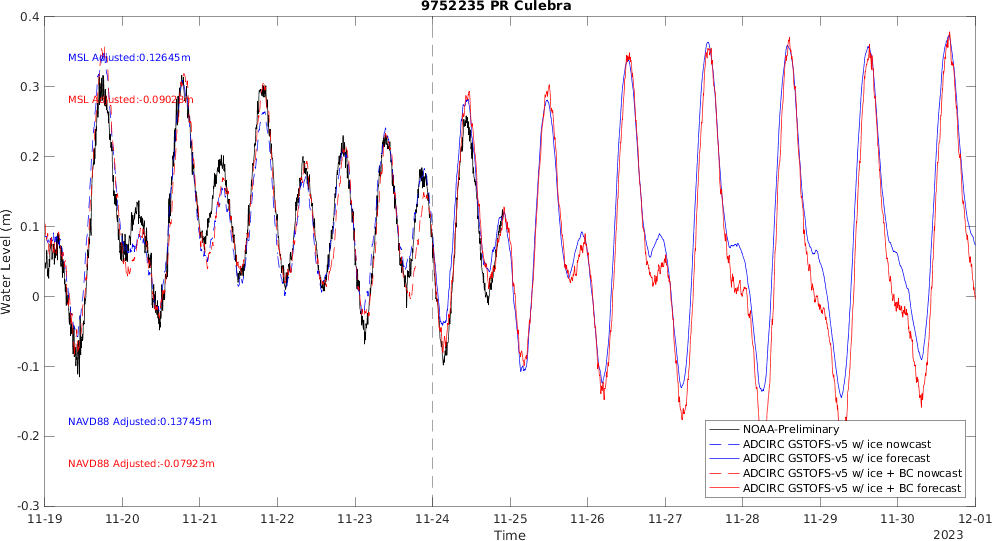 9752235 PR Culebra
0.4
0.3
0.2
0.1
0
-0.1
-0.2
-0.3
Water Level (m)
MSL Adjusted:0.12645m
MSL Adjusted:-0.09023m
NAVD88 Adjusted:0.13745m
NAVD88 Adjusted:-0.07923m
NOAA-Preliminary
ADCIRC GSTOFS-v5 w/ ice nowcast
ADCIRC GSTOFS-v5 w/ ice forecast
ADCIRC GSTOFS-v5 w/ ice + BC nowcast
ADCIRC GSTOFS-v5 w/ ice + BC forecast
11-19 11-20 11-21 11-22 11-23 11-24 11-25 11-26 11-27 11-28 11-29 11-30 12-01
Time
2023